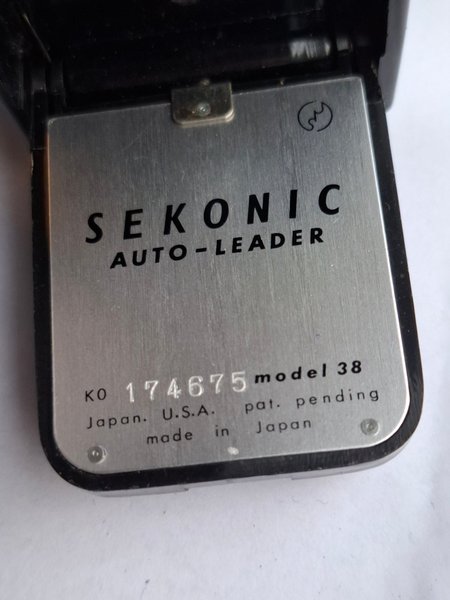 SEKONIC
AUTO-LEADER
KO 174675 model 38
Japan. U.S.A. pat. pending
made in Japan